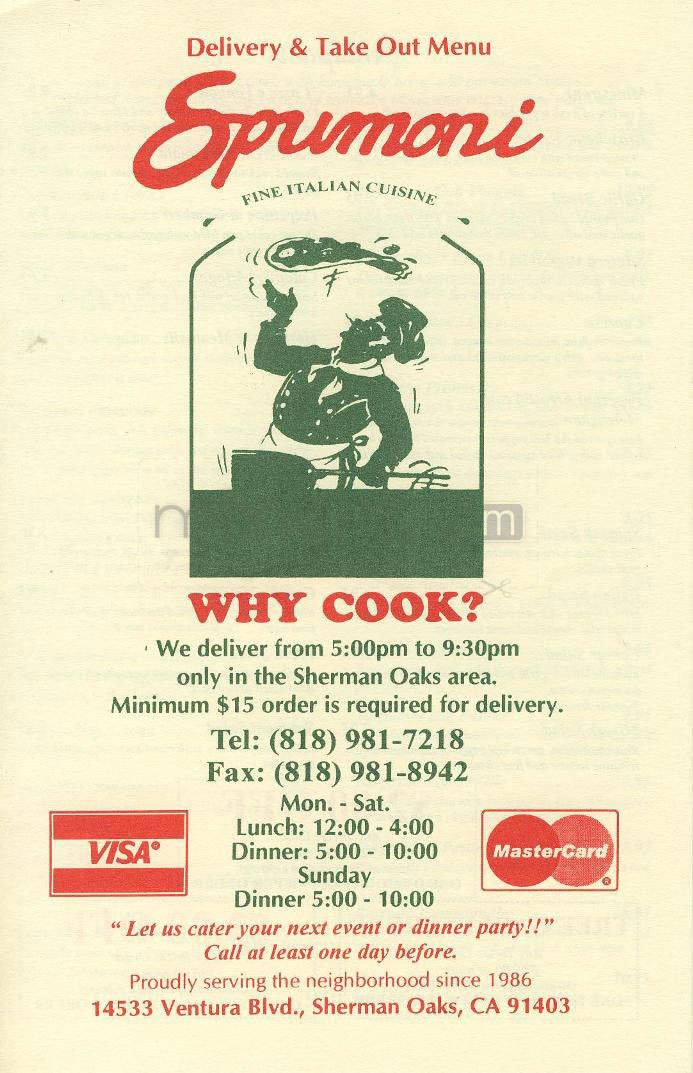 Delivery & Take Out Menu
Spumoni
FINE ITALIAN CUISINE
WHY COOK?
We deliver from 5:00pm to 9:30pm
only in the Sherman Oaks area.
Minimum $15 order is required for delivery.
Tel: (818) 981-7218
Fax: (818) 981-8942
Mon. - Sat.
Lunch: 12:00 - 4:00
Dinner: 5:00 - 10:00
Sunday
Dinner 5:00 - 10:00
VISA®
MasterCard
®
“ Let us cater your next event or dinner party!!”
Call at least one day before.
Proudly serving the neighborhood since 1986
14533 Ventura Blvd., Sherman Oaks, CA 91403